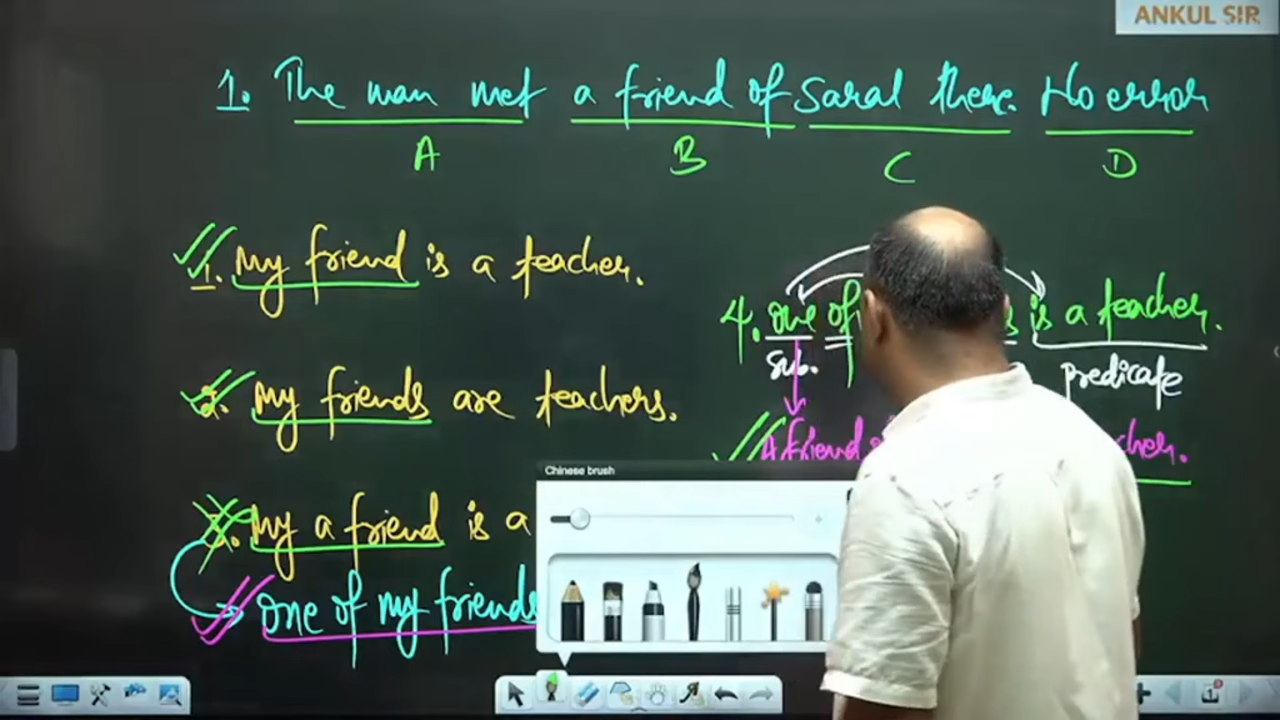 ANKUL SIR
1. The man met a friend of Saral there. No error
A B C D
1. My friend is a teacher.
4. one of is a teacher.
sub. predicate
2. My friends are teachers.
A friend
Chinese brush
My a friend is a
one of my friends